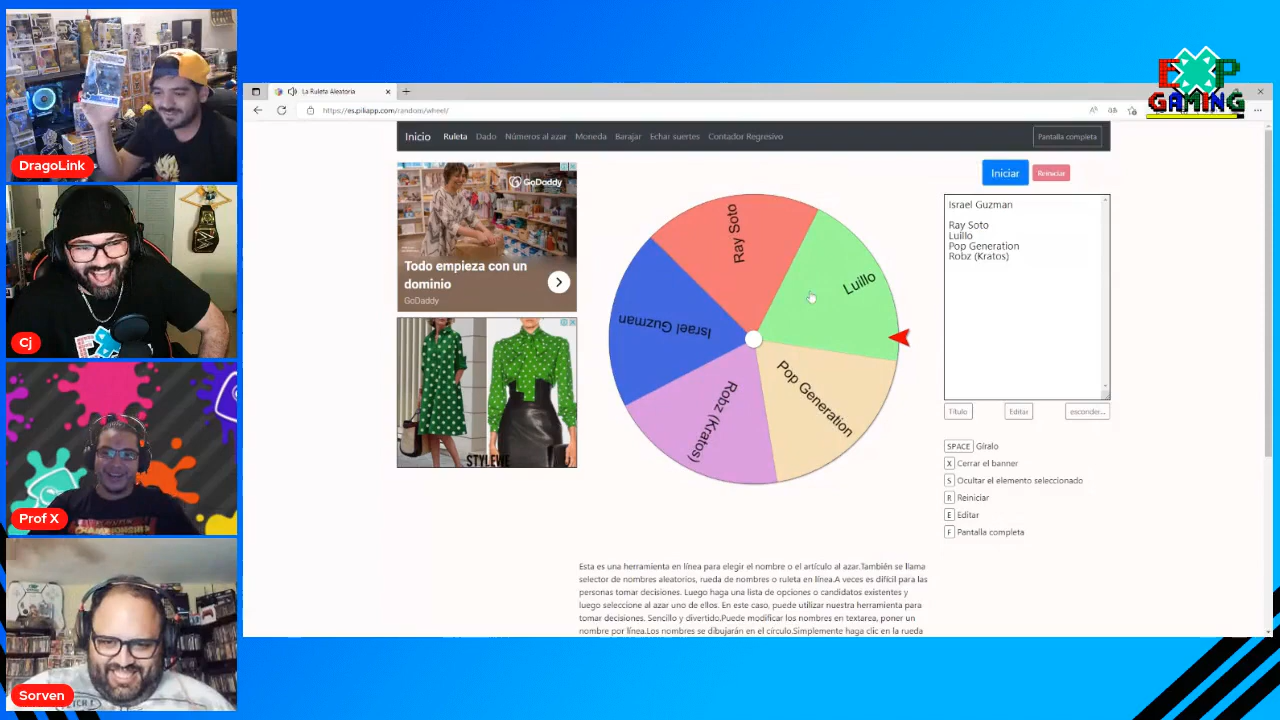 DragoLink
Cj
Prof X
Sorven
EXP
GAMING
La Ruleta Aleatoria
https://es.piliapp.com/random/wheel/
Inicio Ruleta Dado Números al azar Moneda Barajar Echar suertes Contador Regresivo Pantalla completa
GoDaddy
Todo empieza con un
dominio
GoDaddy
STYLEWE
Ray Soto
Luillo
Pop Generation
Robz (Kratos)
Israel Guzman
Iniciar Reiniciar
Israel Guzman
Ray Soto
Luillo
Pop Generation
Robz (Kratos)
Título Editar esconder...
SPACE Gíralo
X Cerrar el banner
S Ocultar el elemento seleccionado
R Reiniciar
E Editar
F Pantalla completa
Esta es una herramienta en línea para elegir el nombre o el artículo al azar.También se llama
selector de nombres aleatorios, rueda de nombres o ruleta en línea.A veces es difícil para las
personas tomar decisiones. Luego haga una lista de opciones o candidatos existentes y
luego seleccione al azar uno de ellos. En este caso, puede utilizar nuestra herramienta para
tomar decisiones. Sencillo y divertido.Puede modificar los nombres en textarea, poner un
nombre por línea.Los nombres se dibujarán en el círculo.Simplemente haga clic en la rueda